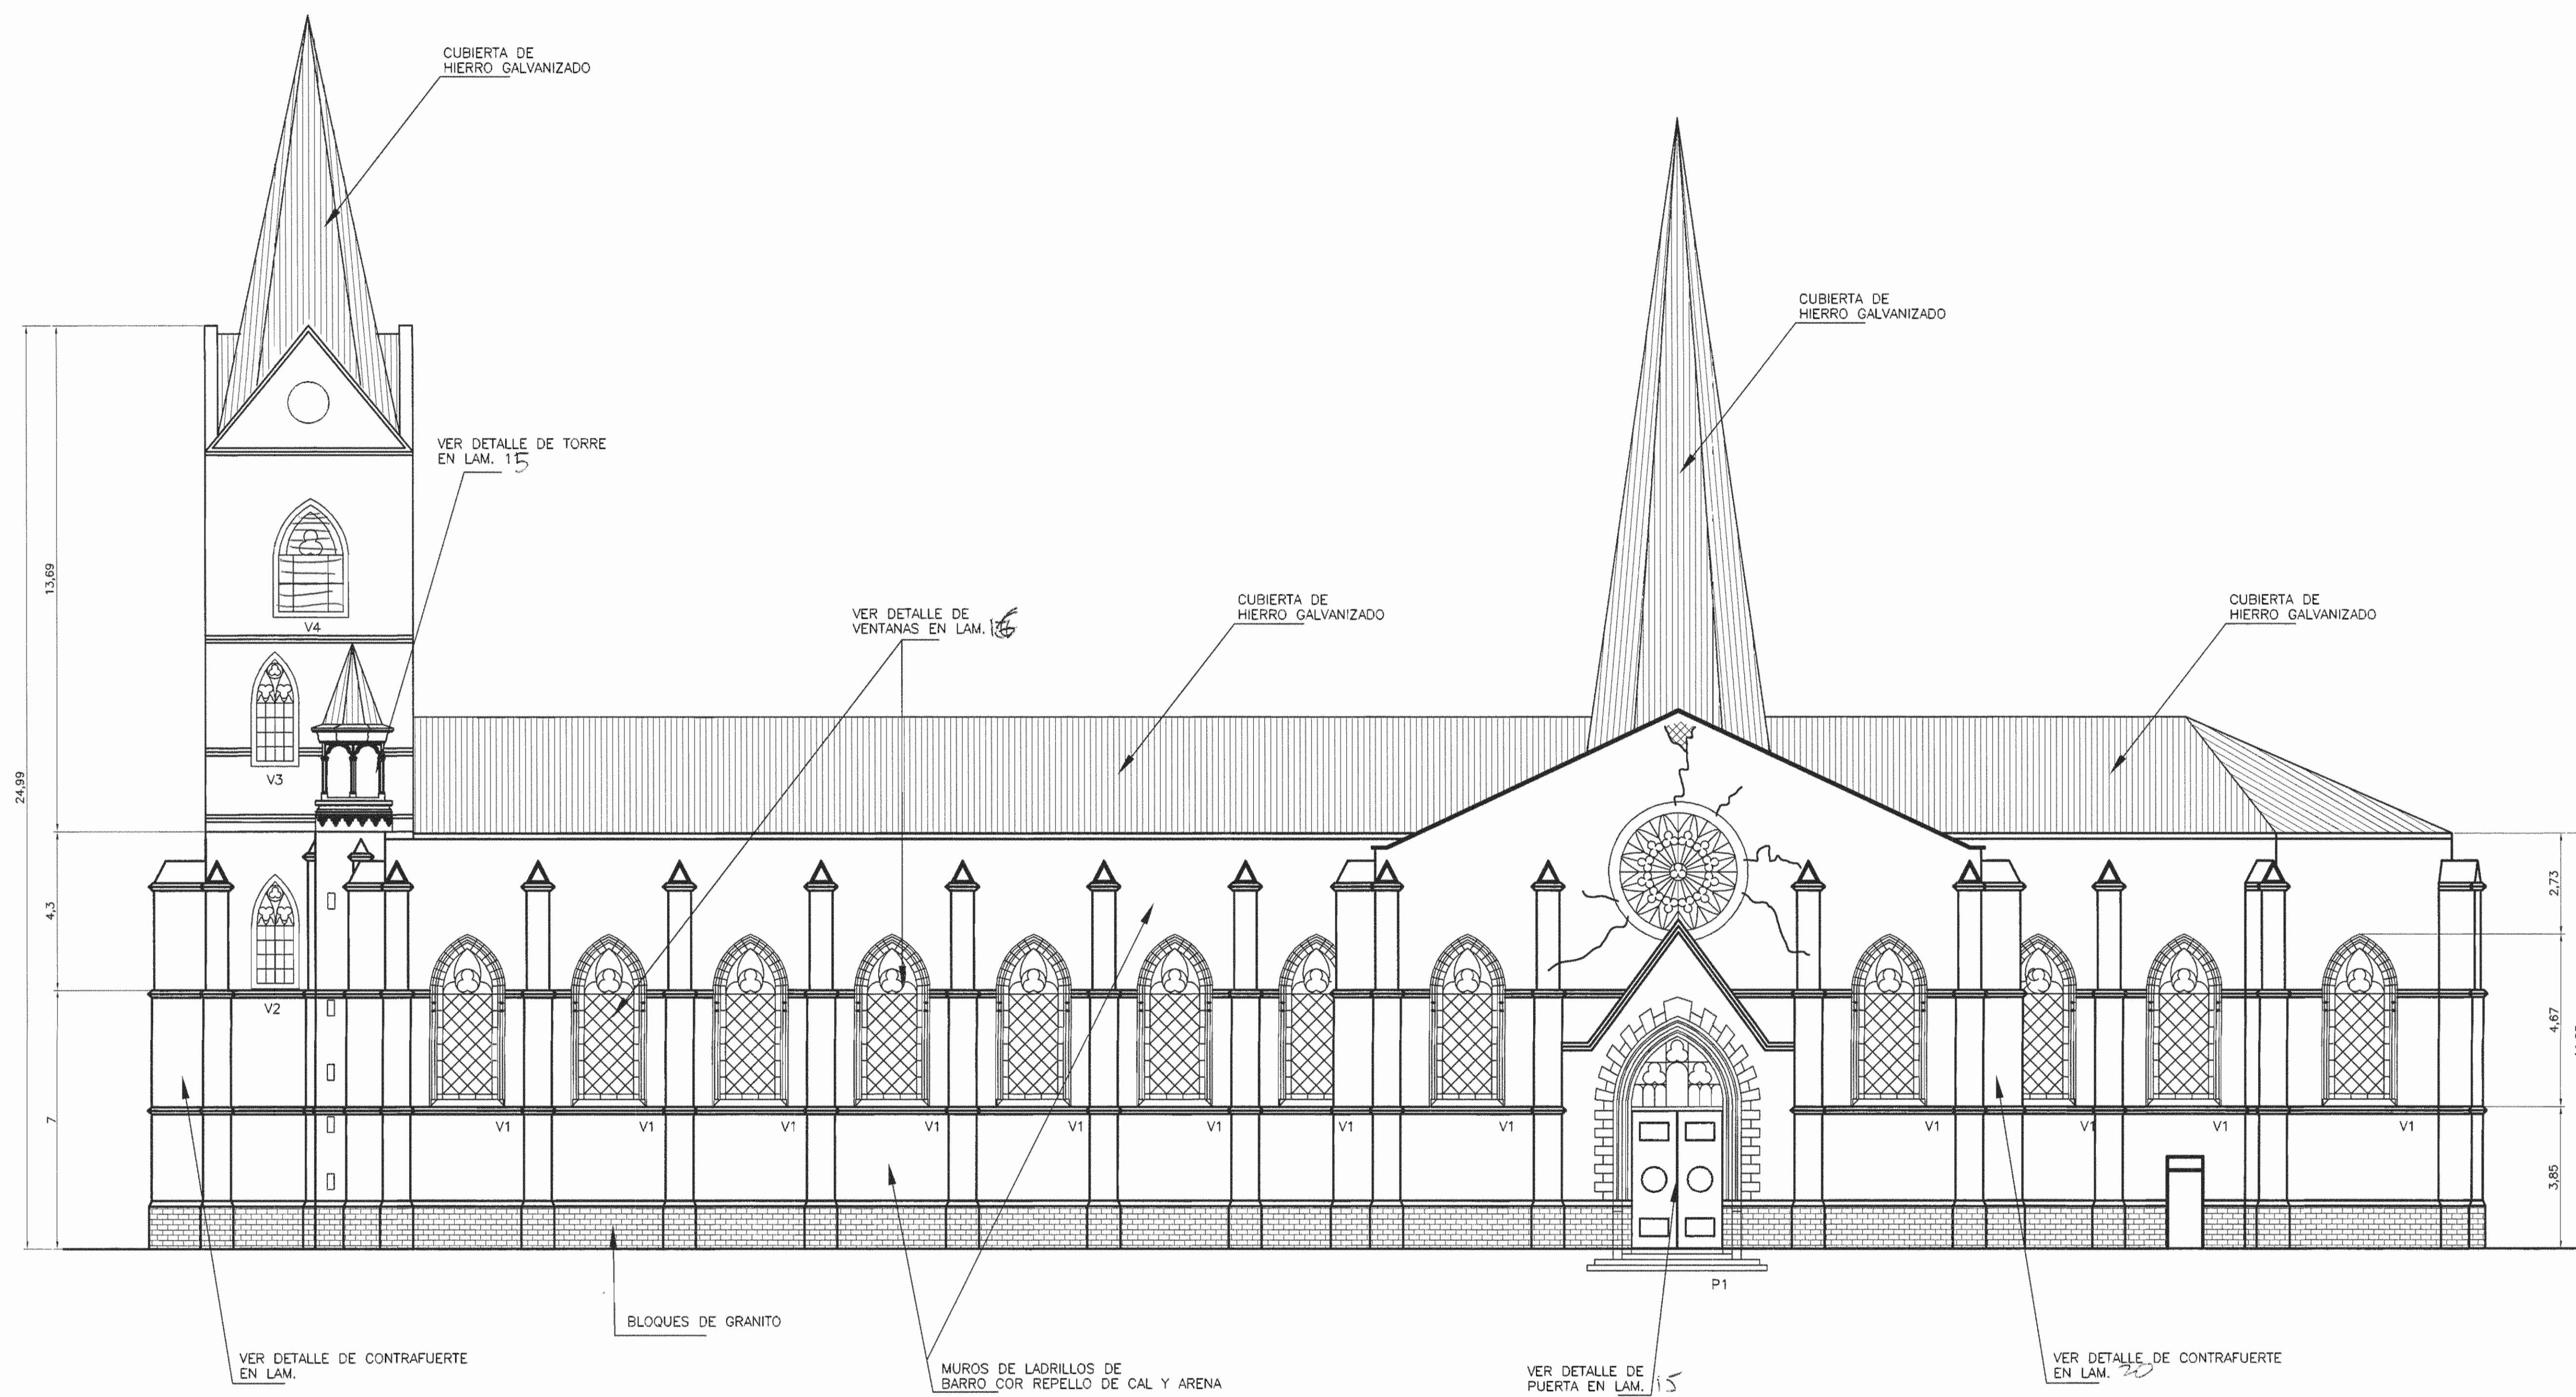 CUBIERTA DE
HIERRO GALVANIZADO
CUBIERTA DE
HIERRO GALVANIZADO
VER DETALLE DE TORRE
EN LAM. 15
13,69
24,99
V4
VER DETALLE DE
VENTANAS EN LAM.
CUBIERTA DE
HIERRO GALVANIZADO
CUBIERTA DE
HIERRO GALVANIZADO
V3
4,3
2,73
V2
4,67
7
V1 V1 V1 V1 V1 V1 V1 V1 V1 V1 V1 V1
3,85
P1
BLOQUES DE GRANITO
VER DETALLE DE CONTRAFUERTE
EN LAM.
MUROS DE LADRILLOS DE
BARRO COR REPELLO DE CAL Y ARENA
VER DETALLE DE
PUERTA EN LAM. 15
VER DETALLE DE CONTRAFUERTE
EN LAM. 20